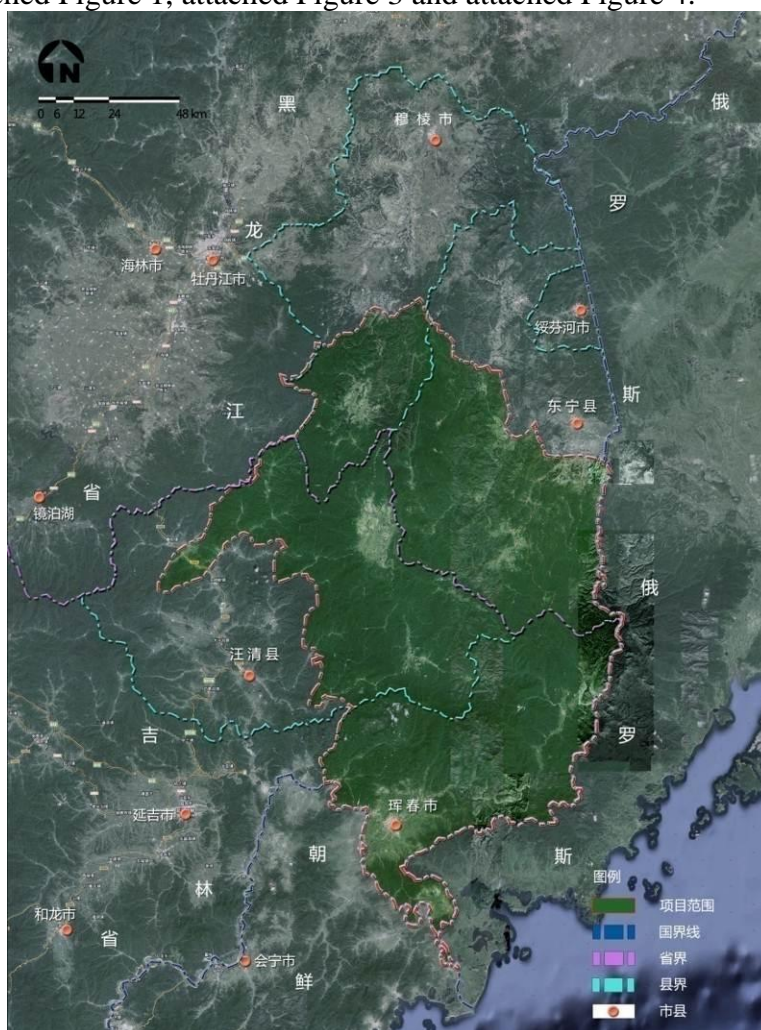 ched Figure 1, attached Figure 3 and attached Figure 4.
N
0 6 12 24 48 km
黑
俄
穆棱市
罗
龙
海林市
牡丹江市
绥芬河市
斯
江
东宁县
省
镜泊湖
俄
汪清县
吉
罗
延吉市
珲春市
朝
斯
林
图例
和龙市
省
项目范围
国界线
会宁市
省界
鲜
县界
市县